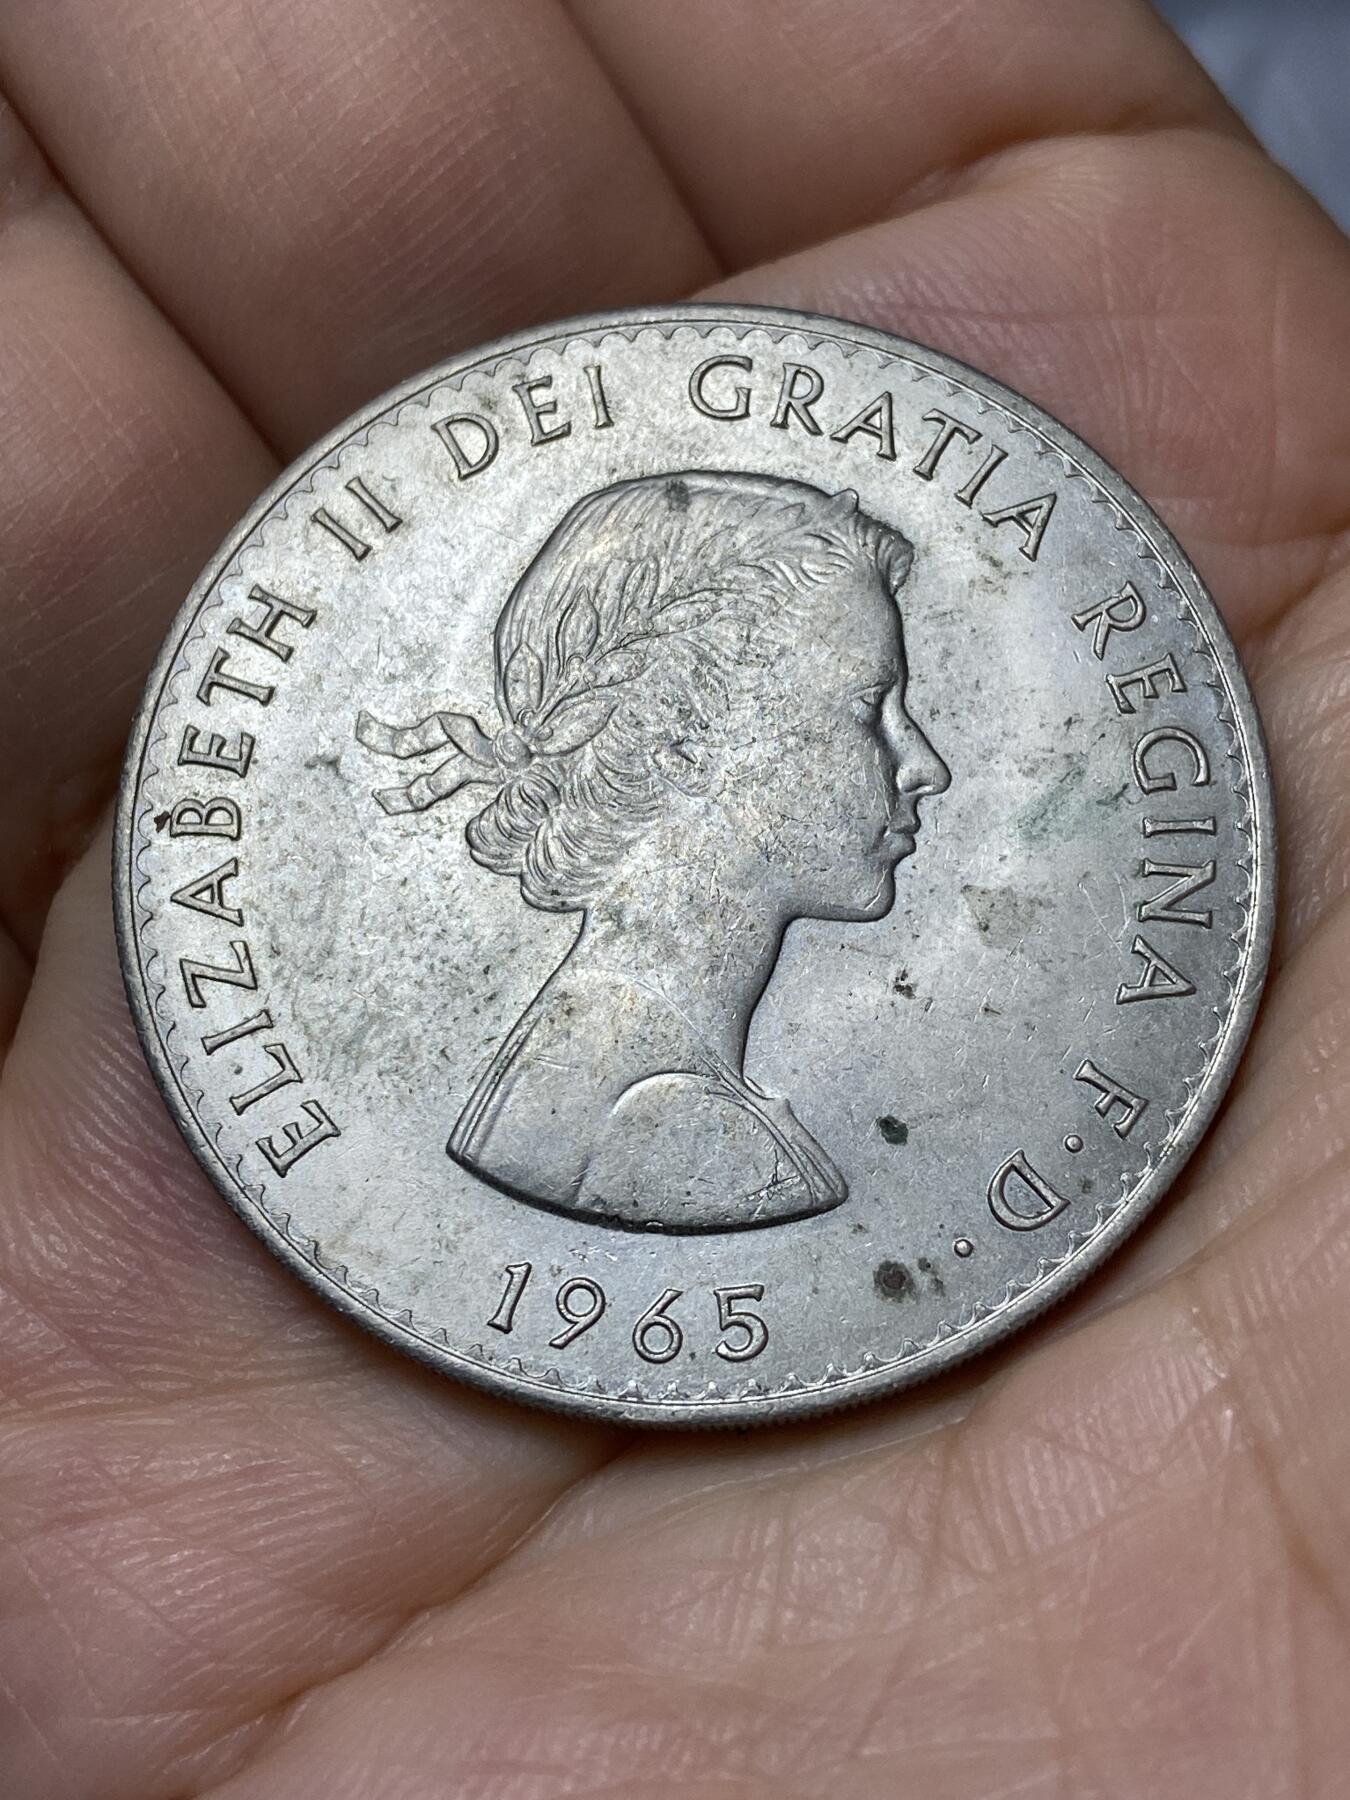 ELIZABETH II DEI GRATIA REGINA F·D·
1965